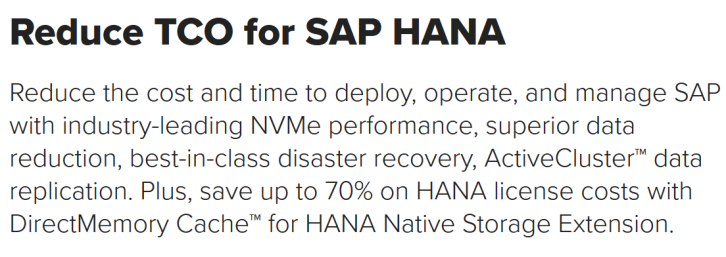 Reduce TCO for SAP HANA
Reduce the cost and time to deploy, operate, and manage SAP
with industry-leading NVMe performance, superior data
reduction, best-in-class disaster recovery, ActiveCluster™ data
replication. Plus, save up to 70% on HANA license costs with
DirectMemory Cache™ for HANA Native Storage Extension.